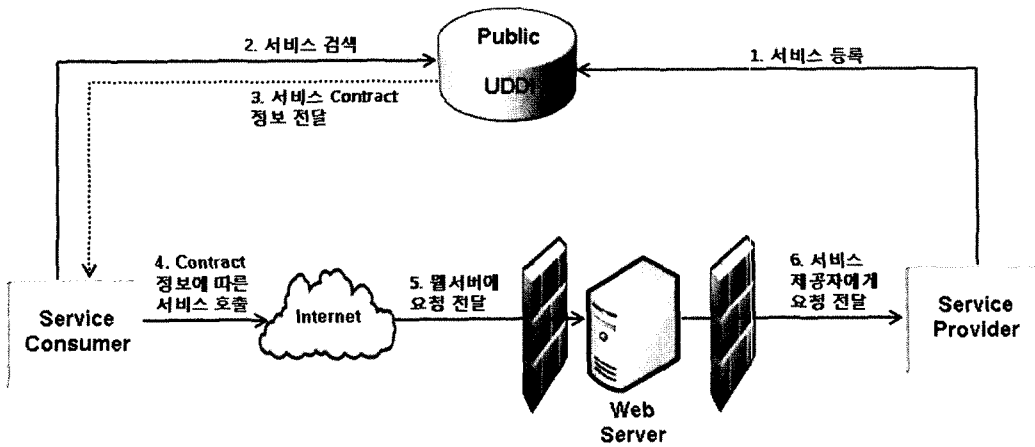 2. 서비스 검색
Public
UDDI
1. 서비스 등록
3. 서비스 Contract
정보 전달
4. Contract
정보에 따른
서비스 호출
Internet
5. 웹서버에
요청 전달
6. 서비스
제공자에게
요청 전달
Service
Consumer
Service
Provider
Web
Server